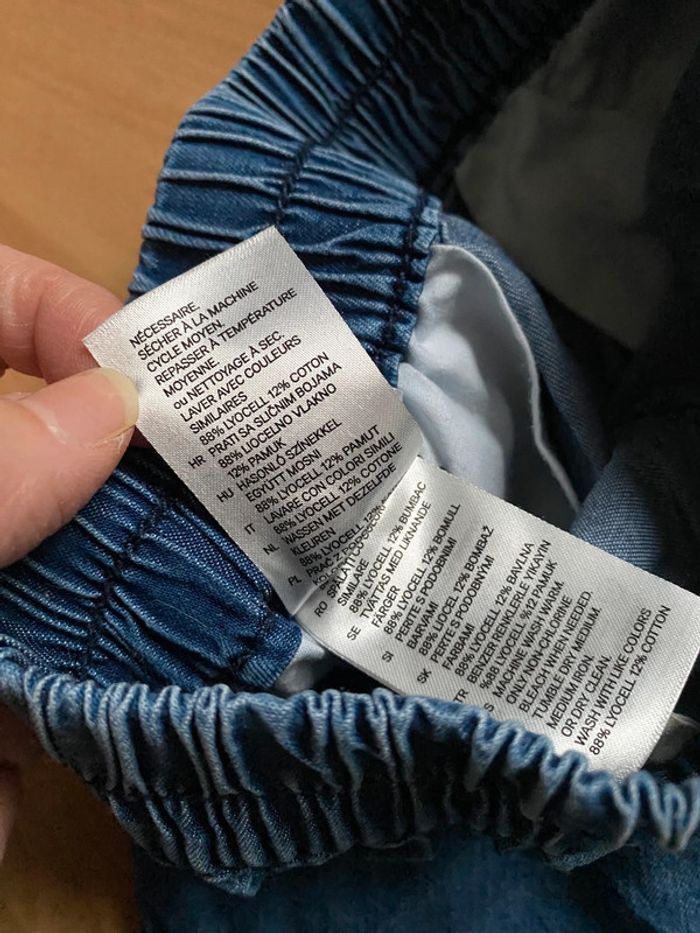 NÉCESSAIRE.
SÉCHER À LA MACHINE
CYCLE MOYEN.
REPASSER À TEMPÉRATURE
MOYENNE
ou NETTOYAGE À SEC.
LAVER AVEC COULEURS
SIMILAIRES
88% LYOCELL 12% COTON
HR PRATI SA SLIČNIM BOJAMA
88% LIOCELNO VLAKNO
12% PAMUK
HU HASONLÓ SZÍNEKKEL
EGYÜTT MOSNI
88% LYOCELL 12% PAMUT
IT LAVARE CON COLORI SIMILI
88% LYOCELL 12% COTONE
NL WASSEN MET DEZELFDE
KLEUREN
88% LYOCELL 12%
PL PRAĆ Z
RO SPĂLAȚI
SIMILARE
88% LYOCELL 12% BUMBAC
SE TVÄTTAS MED LIKNANDE
FÄRGER
88% LYOCELL 12% BOMULL
SI PERITE S PODOBNIMI
BARVAMI
88% LIOCEL 12% BOMBAŽ
SK PERTE S PODOBNÝMI
FARBAMI
88% LYOCELL 12% BAVLNA
TR BENZER RENKLERLE YIKAYIN
%88 LYOCELL %12 PAMUK
S MACHINE WASH WARM.
ONLY NON-CHLORINE
BLEACH WHEN NEEDED.
TUMBLE DRY MEDIUM.
MEDIUM IRON
OR DRY CLEAN.
WASH WITH LIKE COLORS
88% LYOCELL 12% COTTON